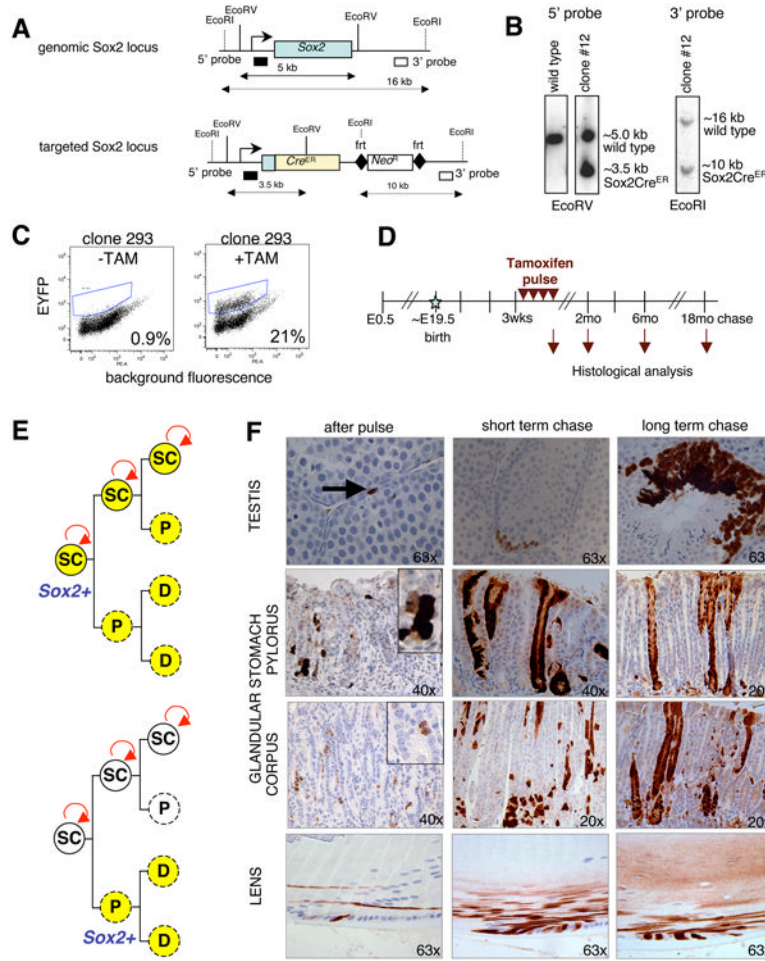 A
EcoRI
EcoRV
EcoRV
EcoRI
genomic Sox2 locus
Sox2
5' probe
3' probe
5 kb
16 kb
targeted Sox2 locus
EcoRI
EcoRV
EcoRV
EcoRI
EcoRI
frt
frt
Cre^ER
Neo^R
5' probe
3' probe
3.5 kb
10 kb
B
5' probe
3' probe
wild type
clone #12
clone #12
~5.0 kb
wild type
~3.5 kb
Sox2Cre^ER
~16 kb
wild type
~10 kb
Sox2Cre^ER
EcoRV
EcoRI
C
clone 293
-TAM
clone 293
+TAM
EYFP
0.9%
21%
PE-A
PE-A
background fluorescence
D
Tamoxifen
pulse
E0.5
~E19.5
birth
3wks
2mo
6mo
18mo chase
Histological analysis
E
SC
SC
SC
P
Sox2+
P
D
D
SC
SC
SC
P
P
Sox2+
D
D
F
after pulse
short term chase
long term chase
TESTIS
63x
63x
63
GLANDULAR STOMACH
PYLORUS
40x
40x
20
CORPUS
40x
20x
20
LENS
63x
63x
63x